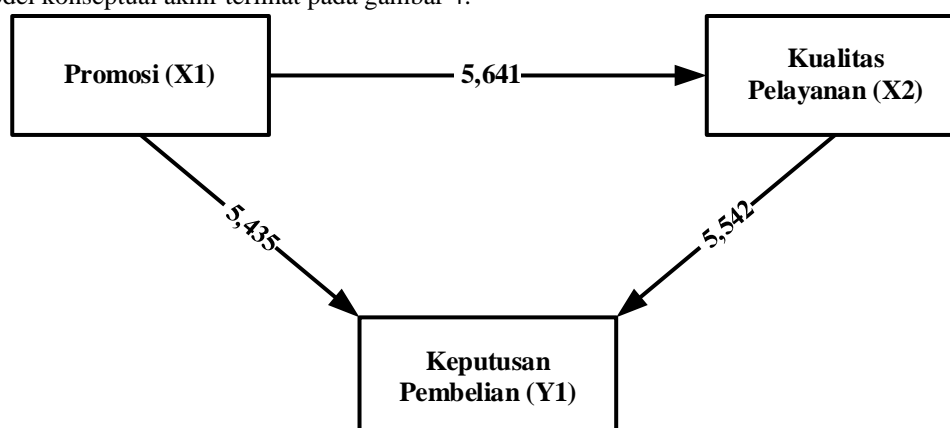 model konseptual akhir terlihat pada gambar 4.
Promosi (X1)
5,641
Kualitas
Pelayanan (X2)
5,435
5,542
Keputusan
Pembelian (Y1)